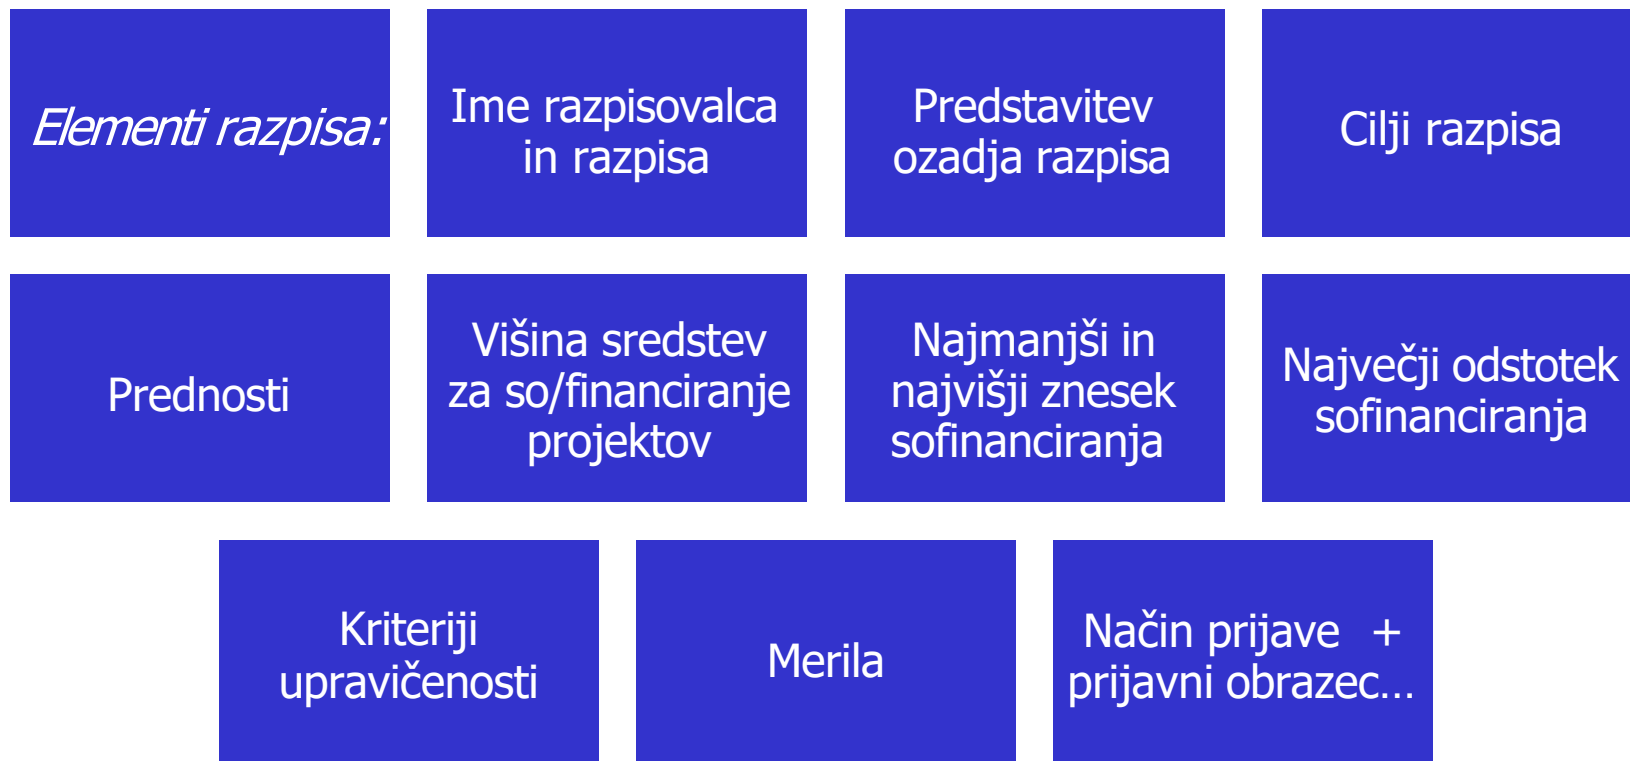 Elementi razpisa:
Ime razpisovalca
in razpisa
Predstavitev
ozadja razpisa
Cilji razpisa
Prednosti
Višina sredstev
za so/financiranje
projektov
Najmanjši in
najvišji znesek
sofinanciranja
Največji odstotek
sofinanciranja
Kriteriji
upravičenosti
Merila
Način prijave +
prijavni obrazec…